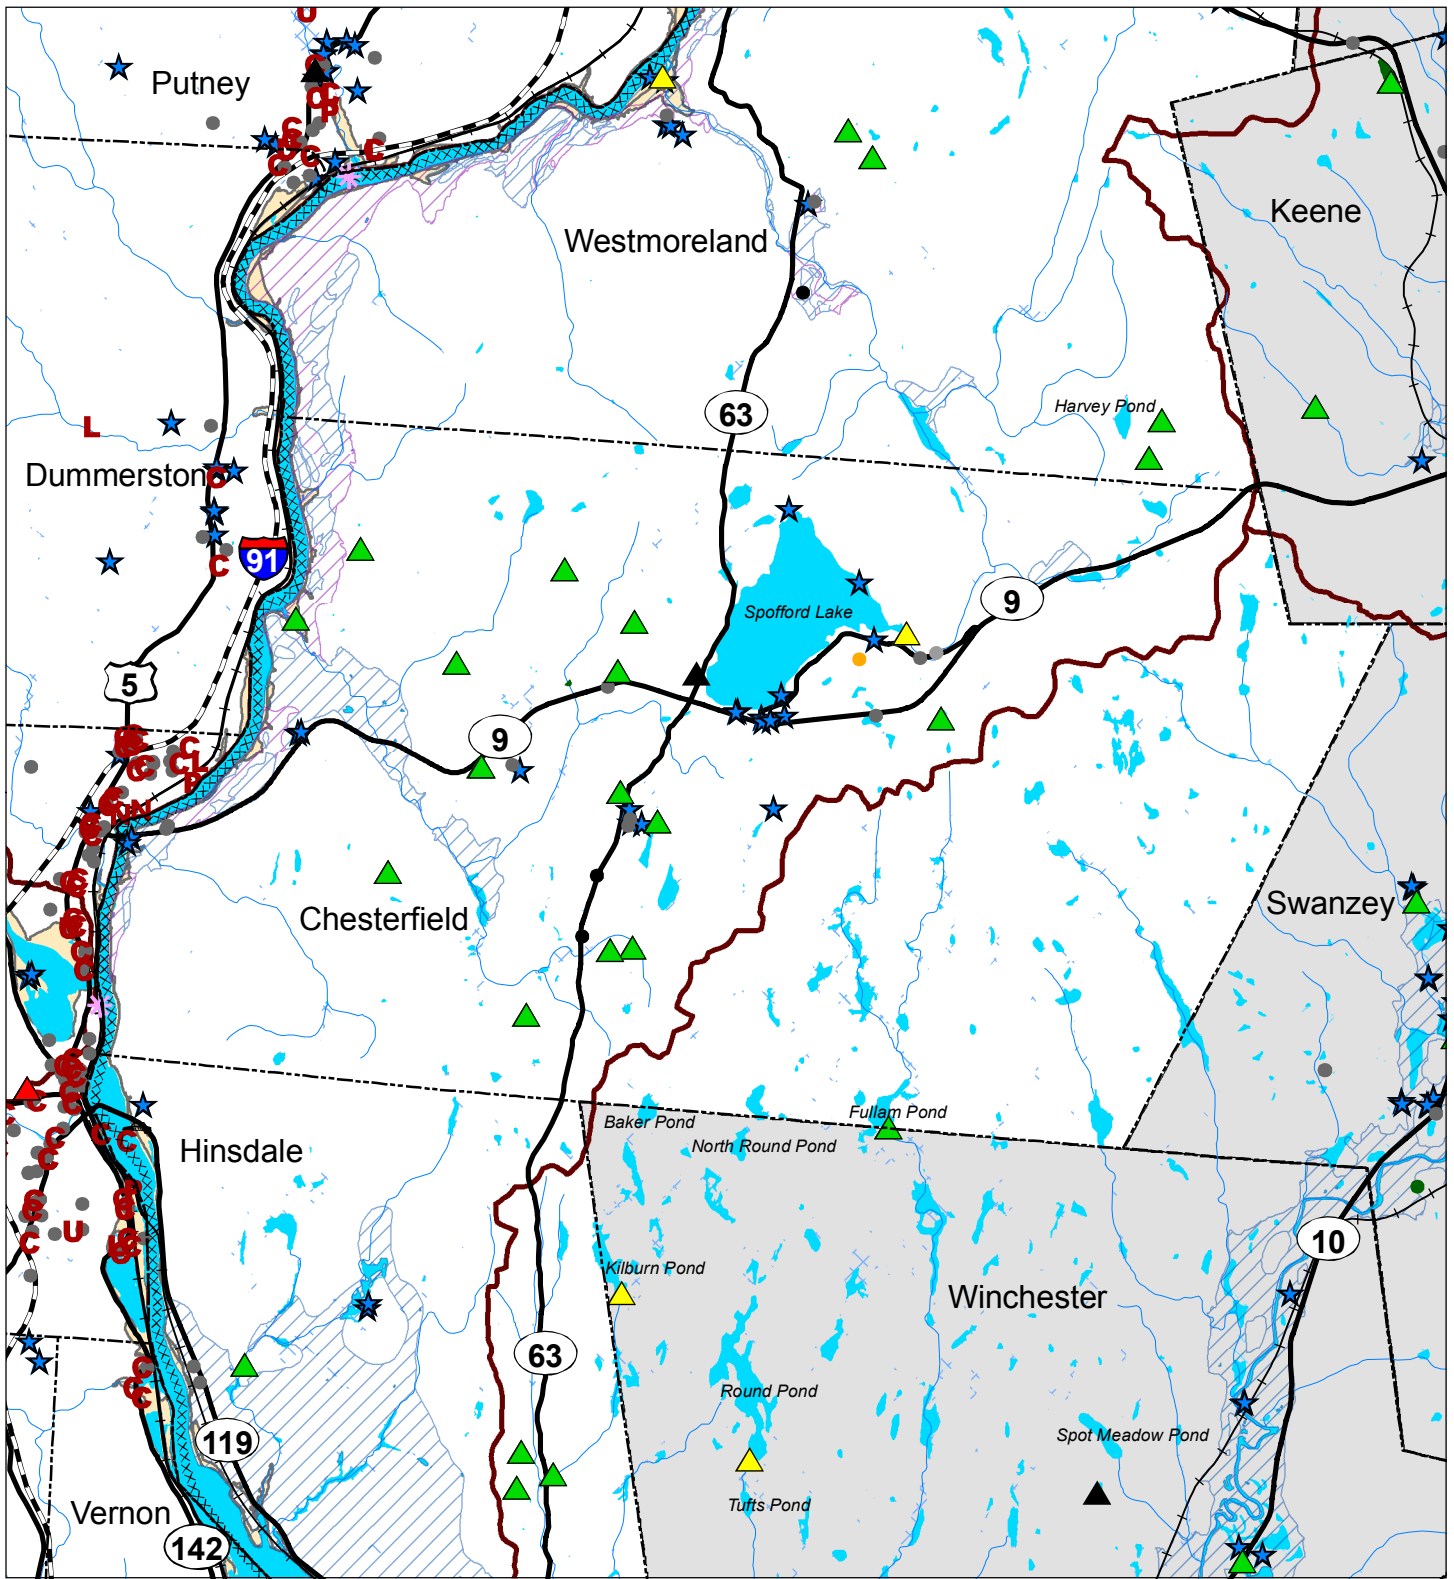 Putney
Westmoreland
Keene
Harvey Pond
63
L
Dummerston
C
C
91
9
Spofford Lake
5
9
Chesterfield
Swanzey
Baker Pond
Fullam Pond
North Round Pond
Hinsdale
U
C
10
Kilburn Pond
Winchester
63
Round Pond
Spot Meadow Pond
119
Tufts Pond
Vernon
142